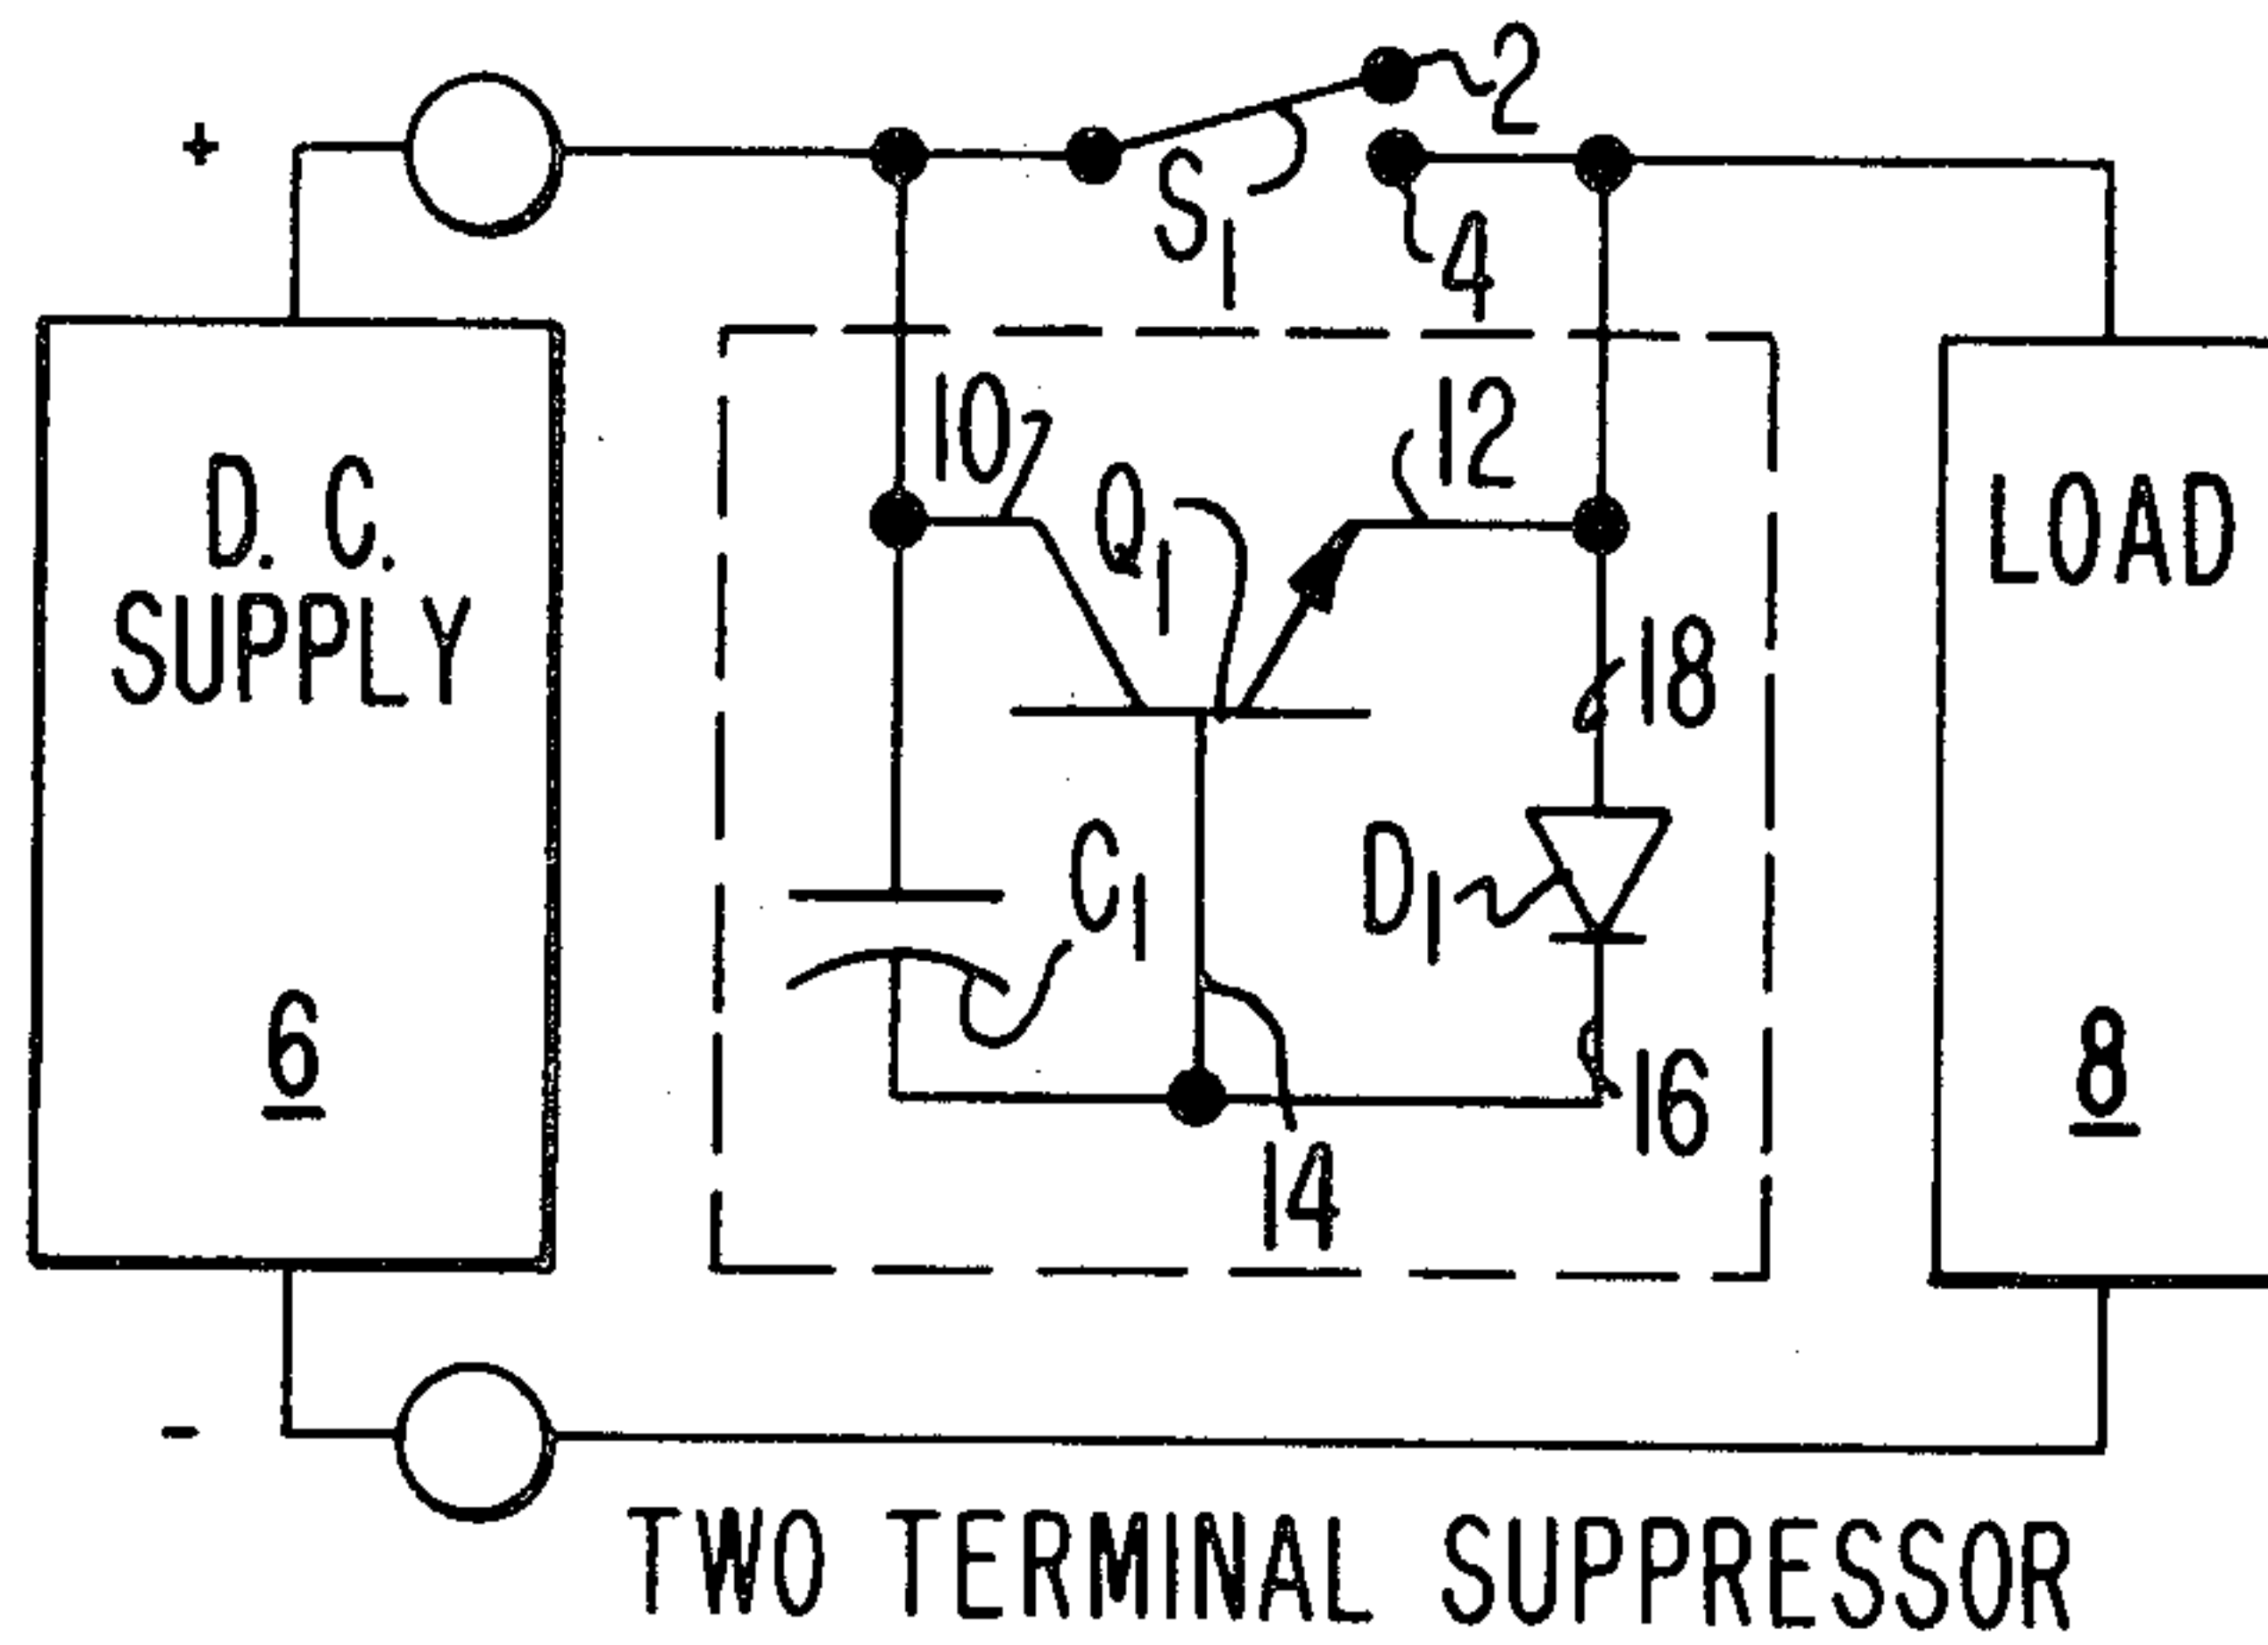 2
+
S1
4
10
12
Q1
D. C.
SUPPLY
LOAD
18
C1
D1
6
8
16
14
-
TWO TERMINAL SUPPRESSOR